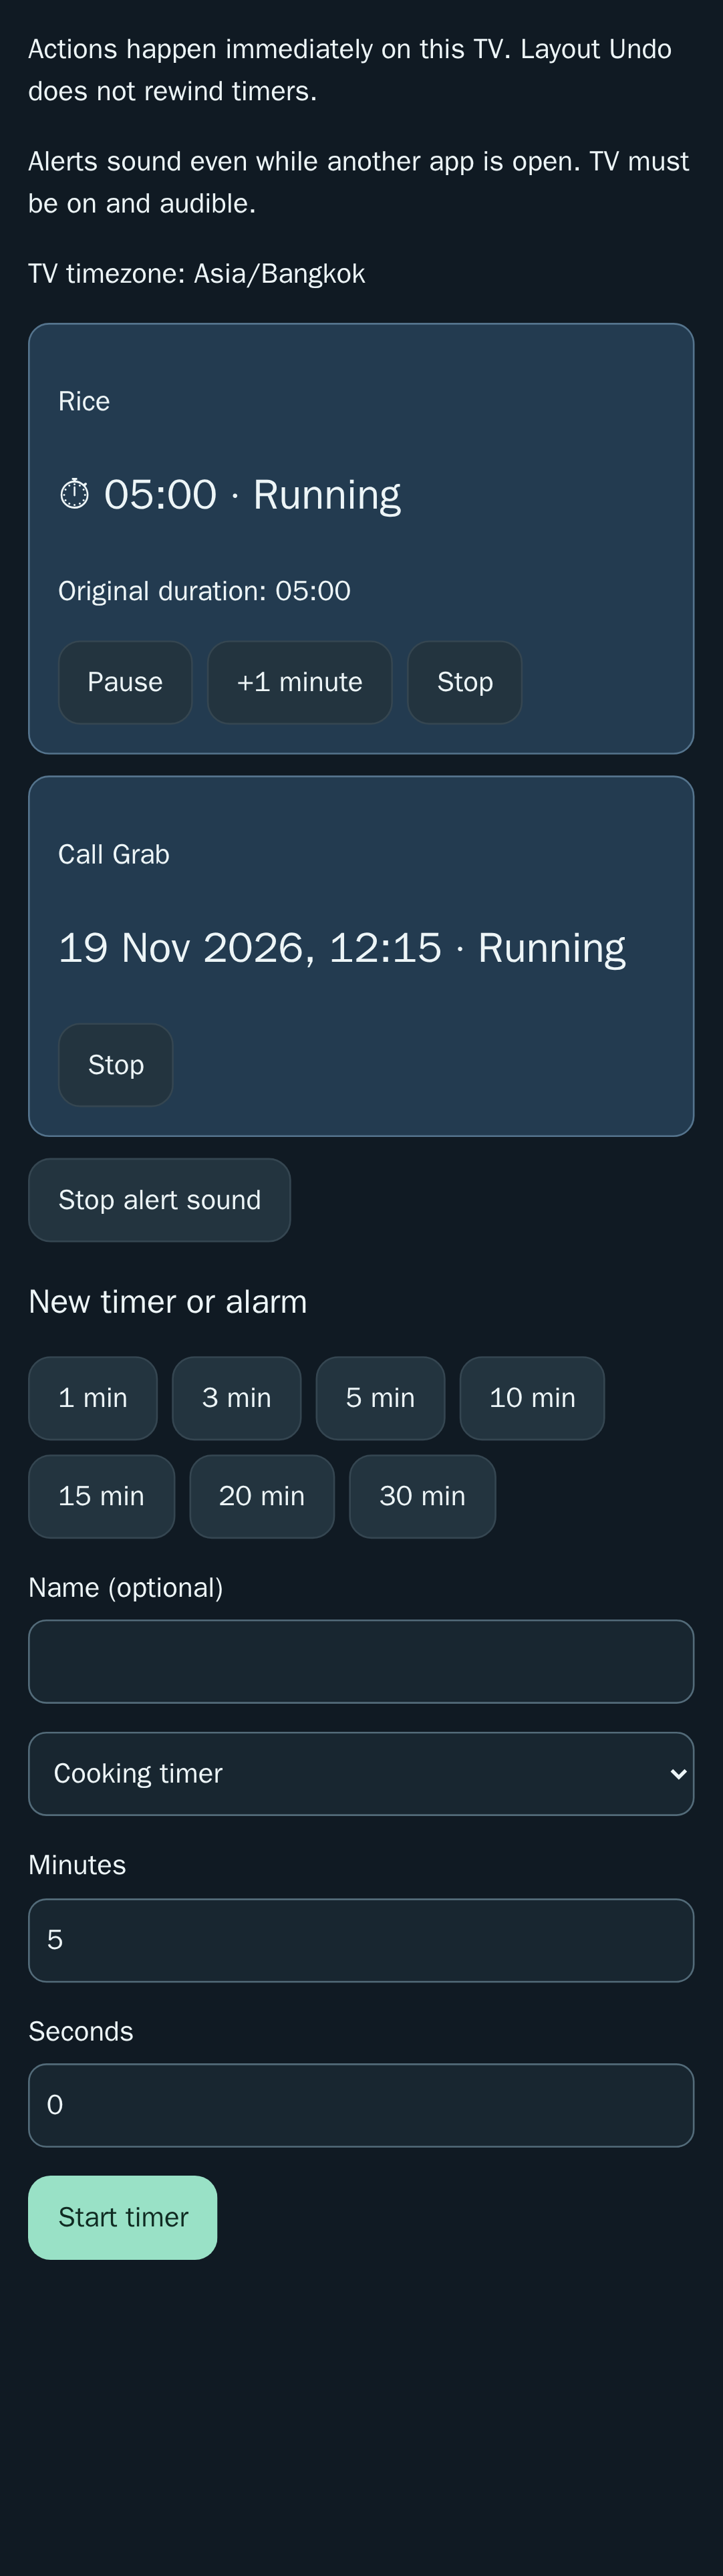 Actions happen immediately on this TV. Layout Undo
does not rewind timers.
Alerts sound even while another app is open. TV must
be on and audible.
TV timezone: Asia/Bangkok
Rice
⏱ 05:00 · Running
Original duration: 05:00
Pause +1 minute Stop
Call Grab
19 Nov 2026, 12:15 · Running
Stop
Stop alert sound
New timer or alarm
1 min 3 min 5 min 10 min
15 min 20 min 30 min
Name (optional)
Cooking timer
Minutes
5
Seconds
0
Start timer